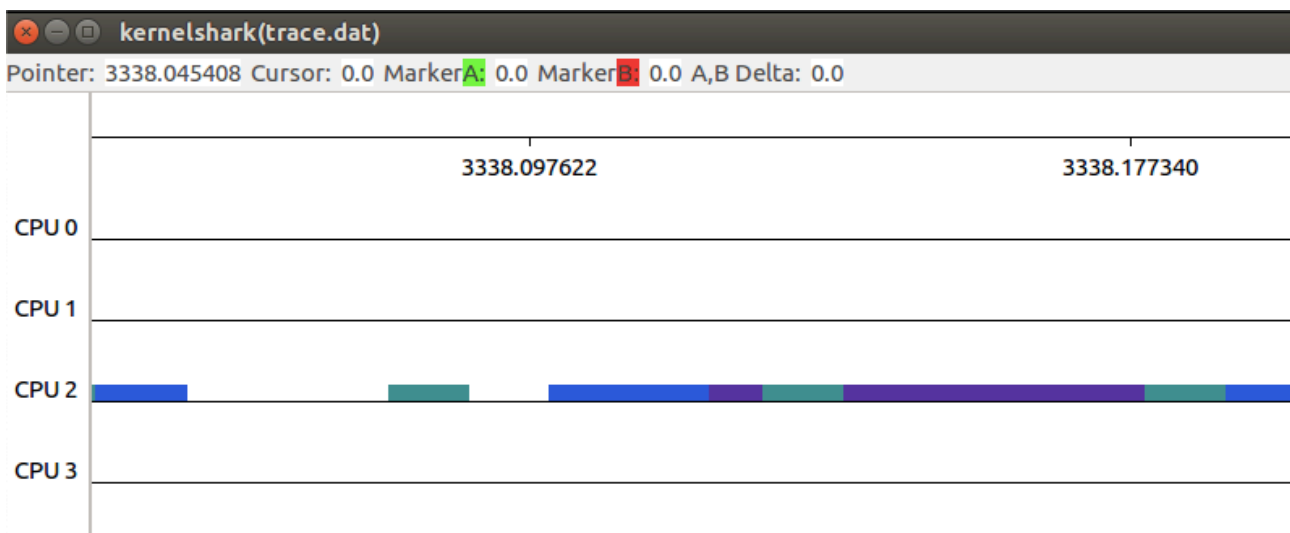 kernelshark(trace.dat)
Pointer: 3338.045408 Cursor: 0.0 MarkerA: 0.0 MarkerB: 0.0 A,B Delta: 0.0
3338.097622 3338.177340
CPU 0
CPU 1
CPU 2
CPU 3